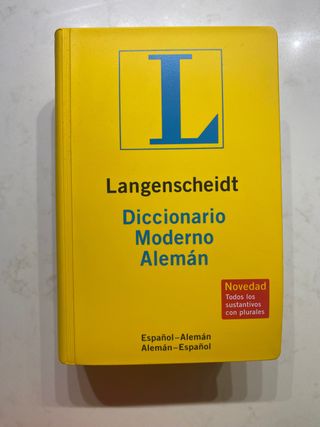 L
Langenscheidt
Diccionario
Moderno
Alemán
Novedad
Todos los
sustantivos
con plurales
Español–Alemán
Alemán–Español